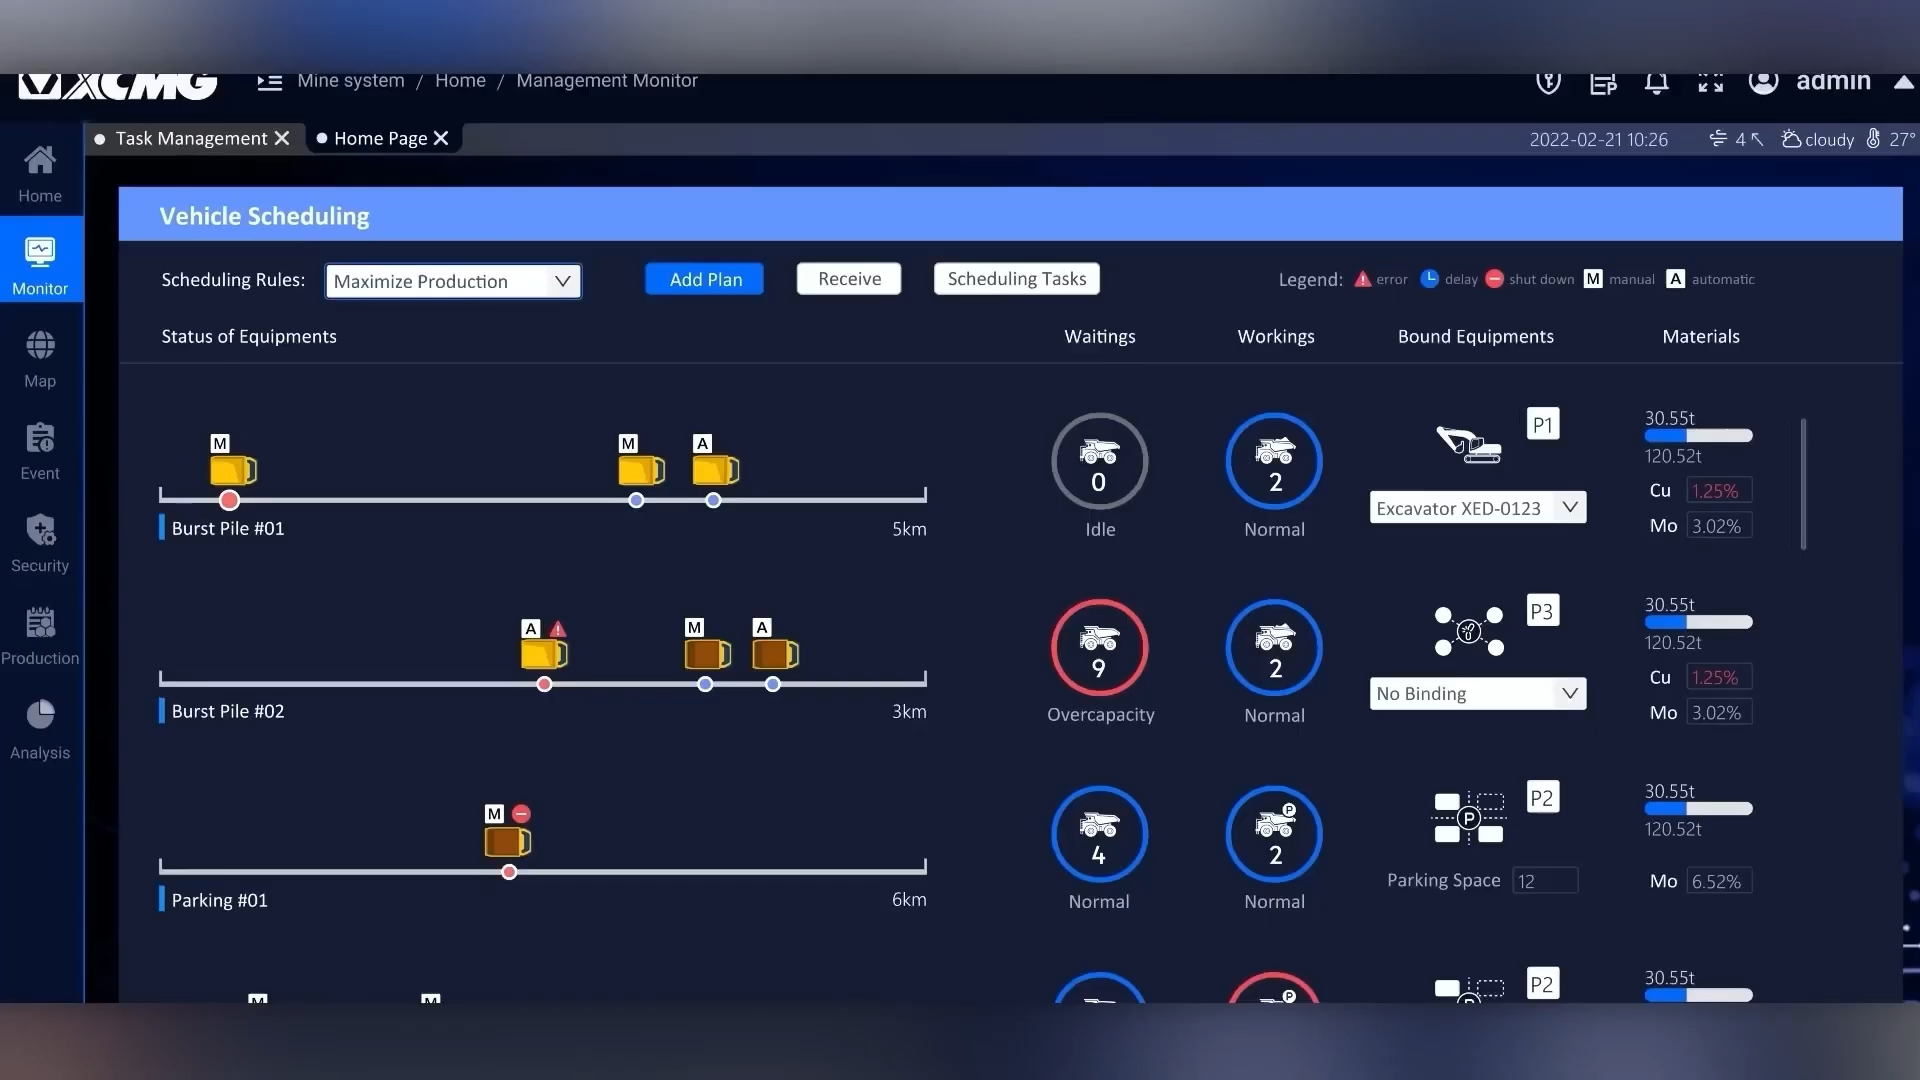 XCMG
Mine system / Home / Management Monitor
admin
Task Management
Home Page
2022-02-21 10:26
4
cloudy
27°
Home
Monitor
Map
Event
Security
Production
Analysis
Vehicle Scheduling
Scheduling Rules:
Maximize Production
Add Plan
Receive
Scheduling Tasks
Legend:
error
delay
shut down
M manual
A automatic
Status of Equipments
Waitings
Workings
Bound Equipments
Materials
M
M
A
Burst Pile #01
5km
0
Idle
2
Normal
P1
Excavator XED-0123
30.55t
120.52t
Cu 1.25%
Mo 3.02%
A
M
A
Burst Pile #02
3km
9
Overcapacity
2
Normal
P3
No Binding
30.55t
120.52t
Cu 1.25%
Mo 3.02%
M
Parking #01
6km
4
Normal
P
2
Normal
P
P2
Parking Space 12
30.55t
120.52t
Mo 6.52%
M
M
P
P2
30.55t